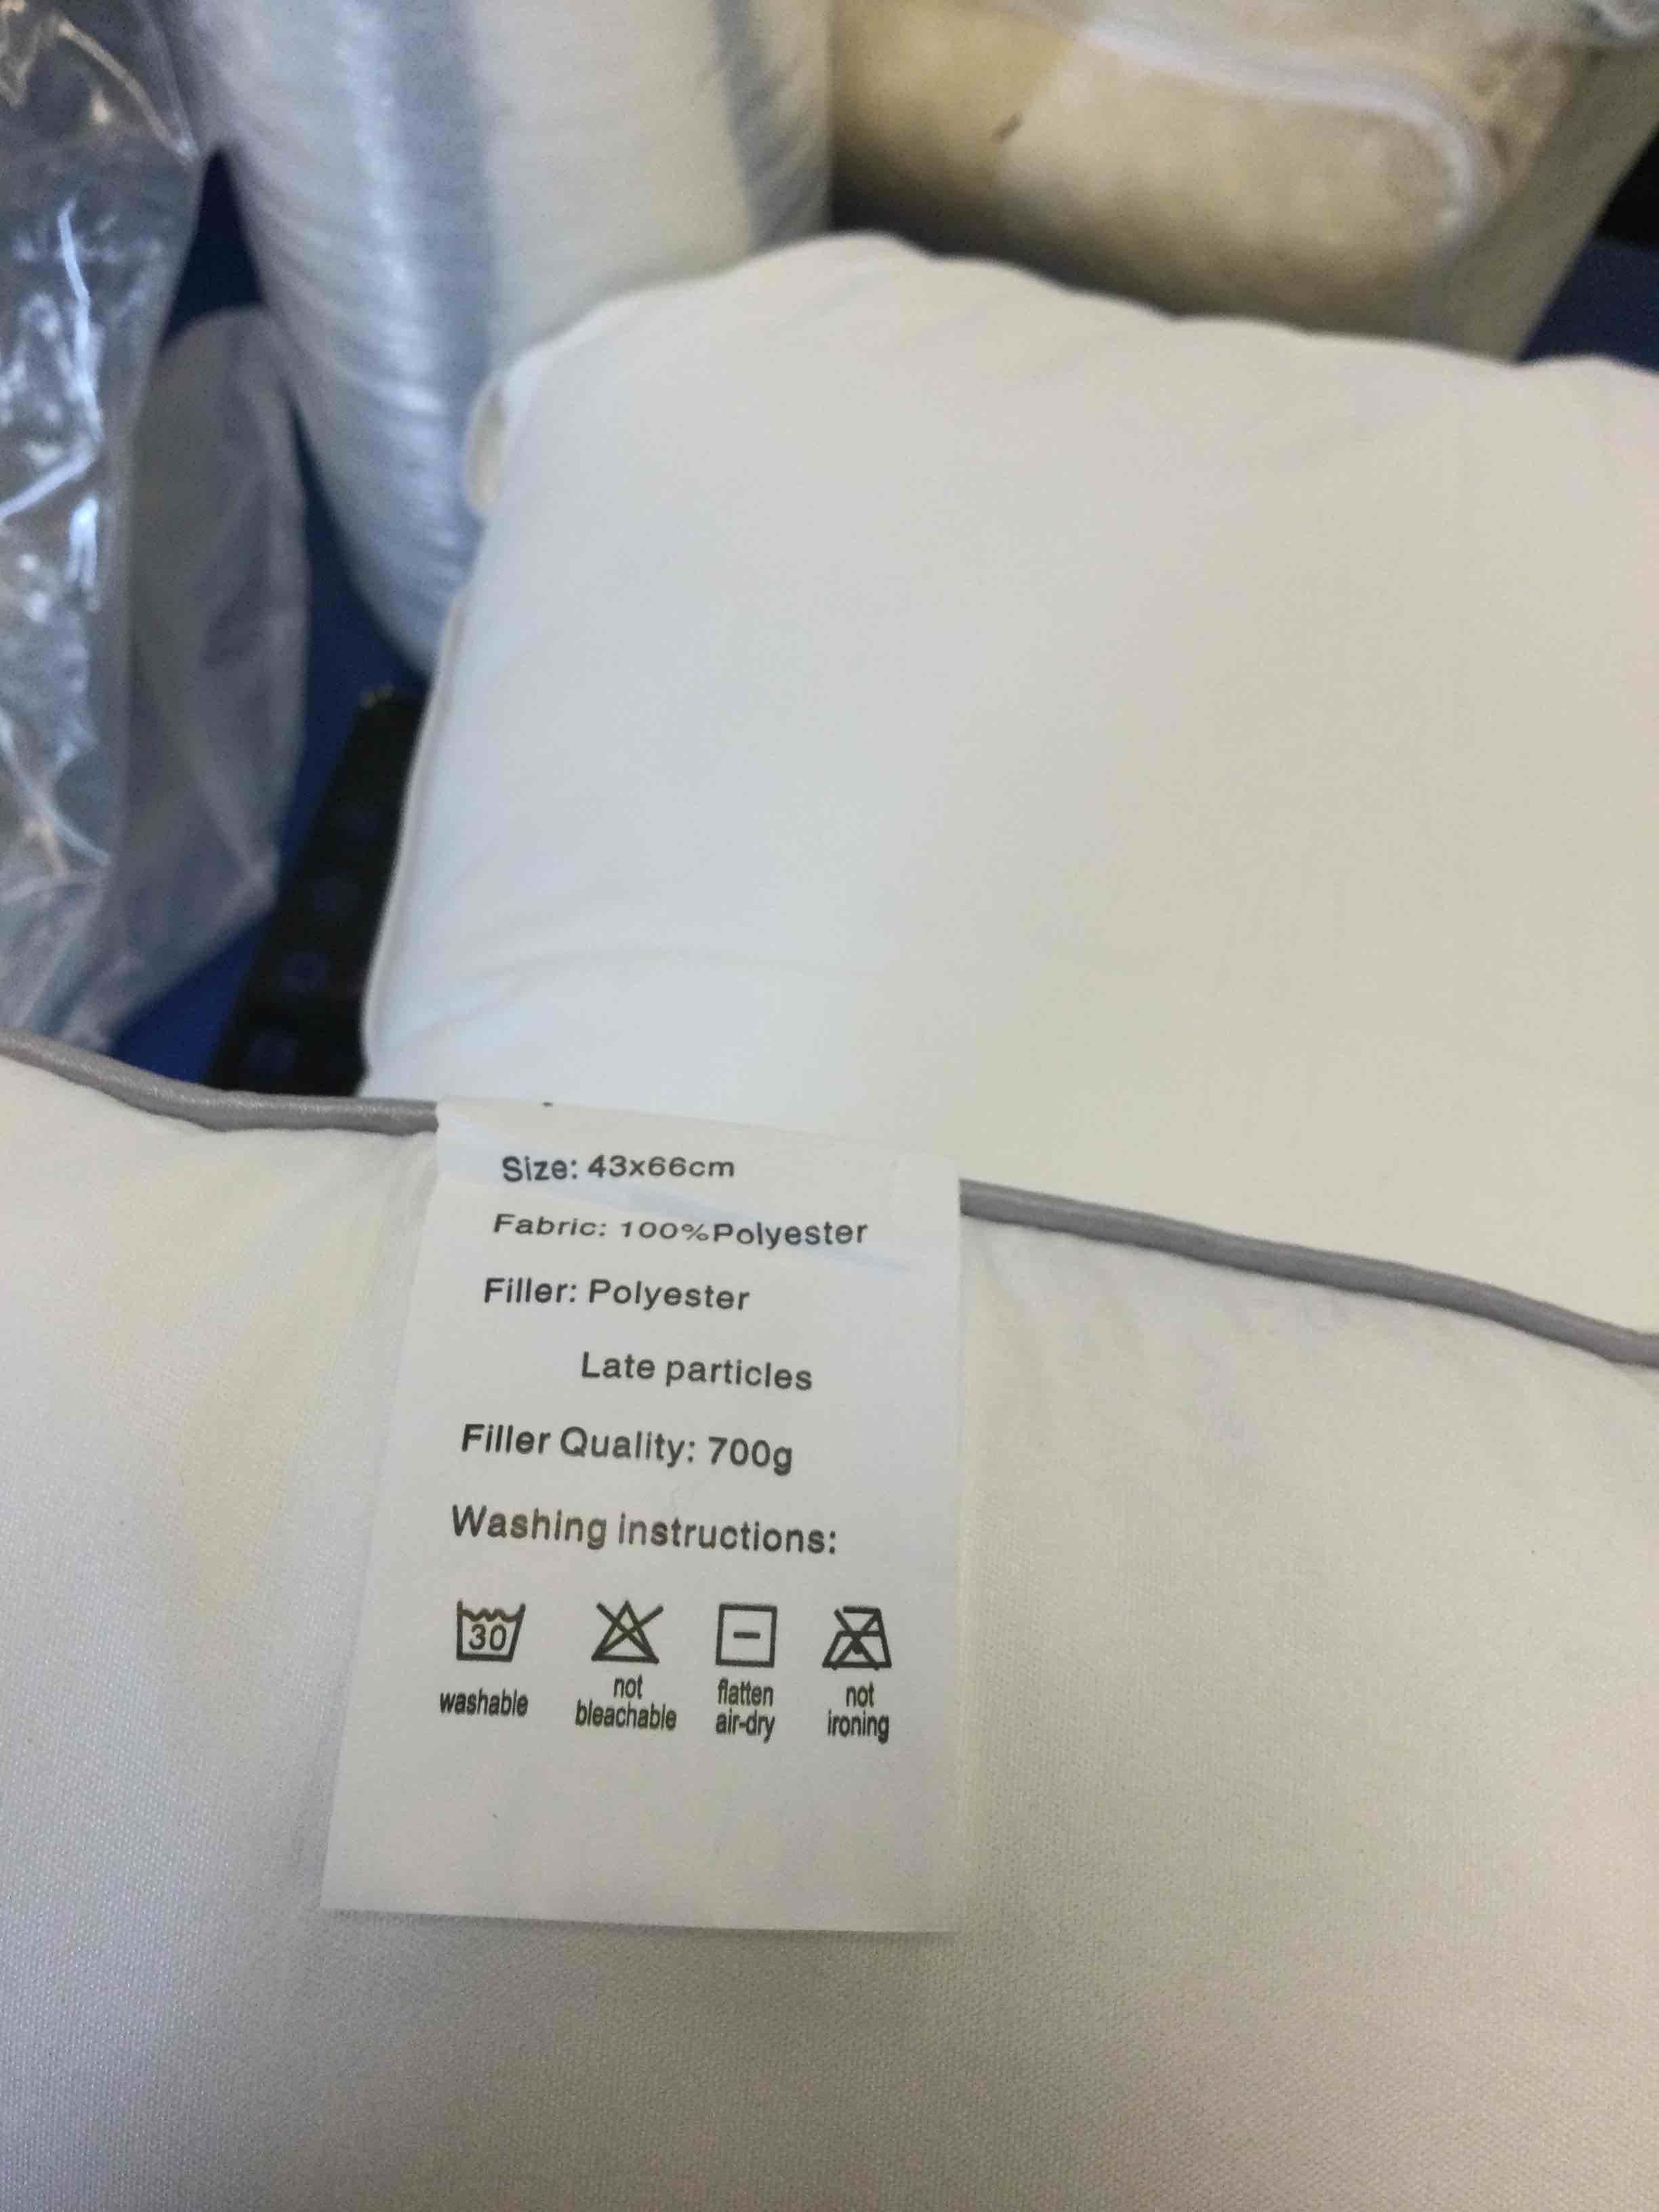 Size: 43x66cm
Fabric: 100%Polyester
Filler: Polyester
Late particles
Filler Quality: 700g
Washing instructions:
30
washable
not
bleachable
flatten
air-dry
not
ironing